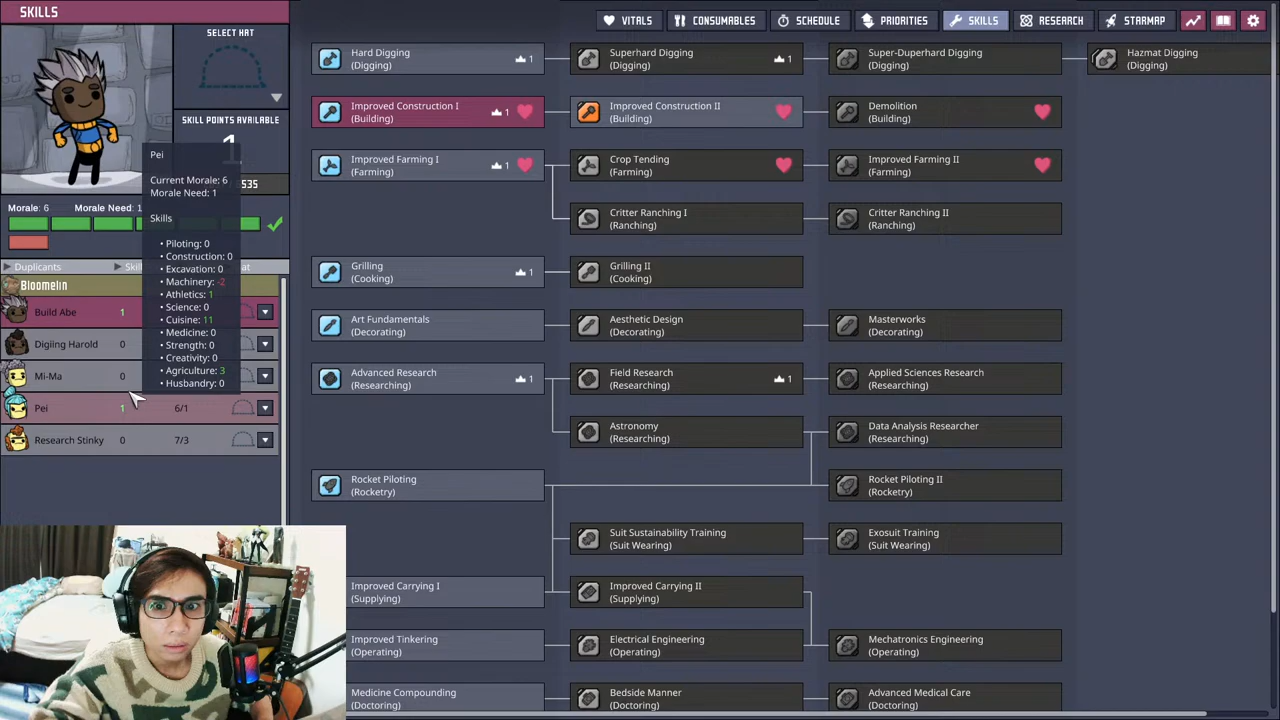 SKILLS
VITALS
CONSUMABLES
SCHEDULE
PRIORITIES
SKILLS
RESEARCH
STARMAP
SELECT HAT
SKILL POINTS AVAILABLE
1
535
Morale: 6
Morale Need: 1
Duplicants
Skil
at
Bloomelin
Build Abe
1
Digiing Harold
0
Mi-Ma
0
Pei
1
6/1
Research Stinky
0
7/3
Pei
Current Morale: 6
Morale Need: 1
Skills
• Piloting: 0
• Construction: 0
• Excavation: 0
• Machinery: -2
• Athletics: 1
• Science: 0
• Cuisine: 11
• Medicine: 0
• Strength: 0
• Creativity: 0
• Agriculture: 3
• Husbandry: 0
Hard Digging
(Digging)
1
Superhard Digging
(Digging)
1
Super-Duperhard Digging
(Digging)
Hazmat Digging
(Digging)
Improved Construction I
(Building)
1
Improved Construction II
(Building)
Demolition
(Building)
Improved Farming I
(Farming)
1
Crop Tending
(Farming)
Improved Farming II
(Farming)
Critter Ranching I
(Ranching)
Critter Ranching II
(Ranching)
Grilling
(Cooking)
1
Grilling II
(Cooking)
Art Fundamentals
(Decorating)
Aesthetic Design
(Decorating)
Masterworks
(Decorating)
Advanced Research
(Researching)
1
Field Research
(Researching)
1
Applied Sciences Research
(Researching)
Astronomy
(Researching)
Data Analysis Researcher
(Researching)
Rocket Piloting
(Rocketry)
Rocket Piloting II
(Rocketry)
Suit Sustainability Training
(Suit Wearing)
Exosuit Training
(Suit Wearing)
Improved Carrying I
(Supplying)
Improved Carrying II
(Supplying)
Improved Tinkering
(Operating)
Electrical Engineering
(Operating)
Mechatronics Engineering
(Operating)
Medicine Compounding
(Doctoring)
Bedside Manner
(Doctoring)
Advanced Medical Care
(Doctoring)